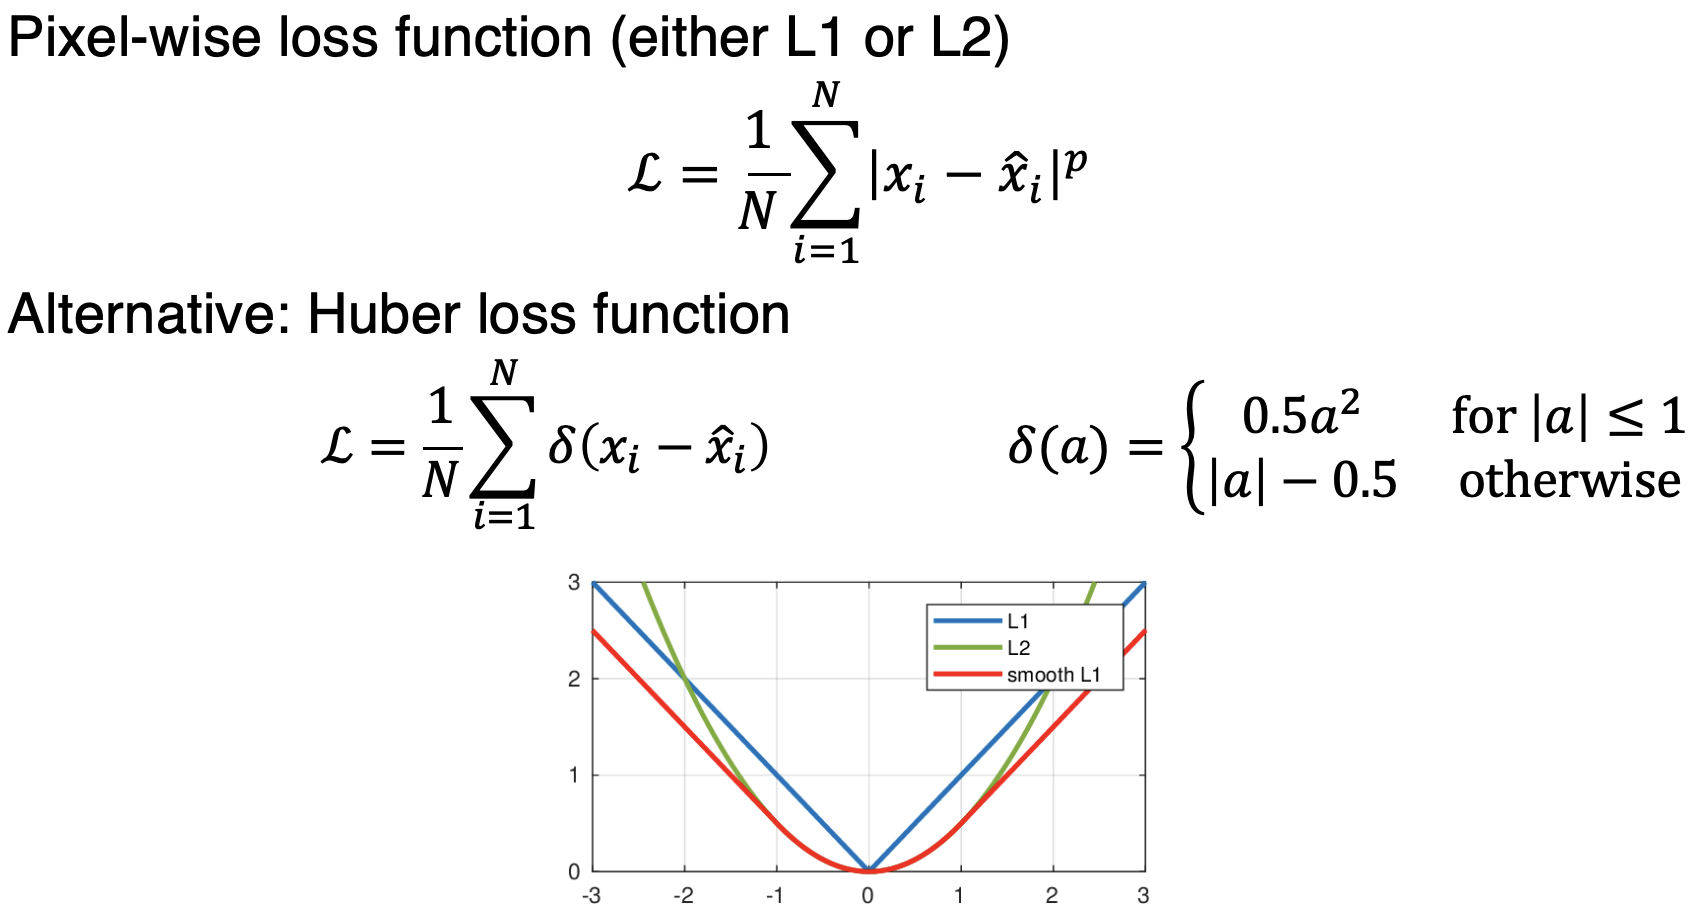 Pixel-wise loss function (either L1 or L2)
ℒ = 1/N ∑_{i=1}^{N} |x_i − x̂_i|^p
Alternative: Huber loss function
ℒ = 1/N ∑_{i=1}^{N} δ(x_i − x̂_i)
δ(a) = { 0.5a² for |a| ≤ 1
|a| − 0.5 otherwise
3
2
1
0
L1
L2
smooth L1
-3 -2 -1 0 1 2 3